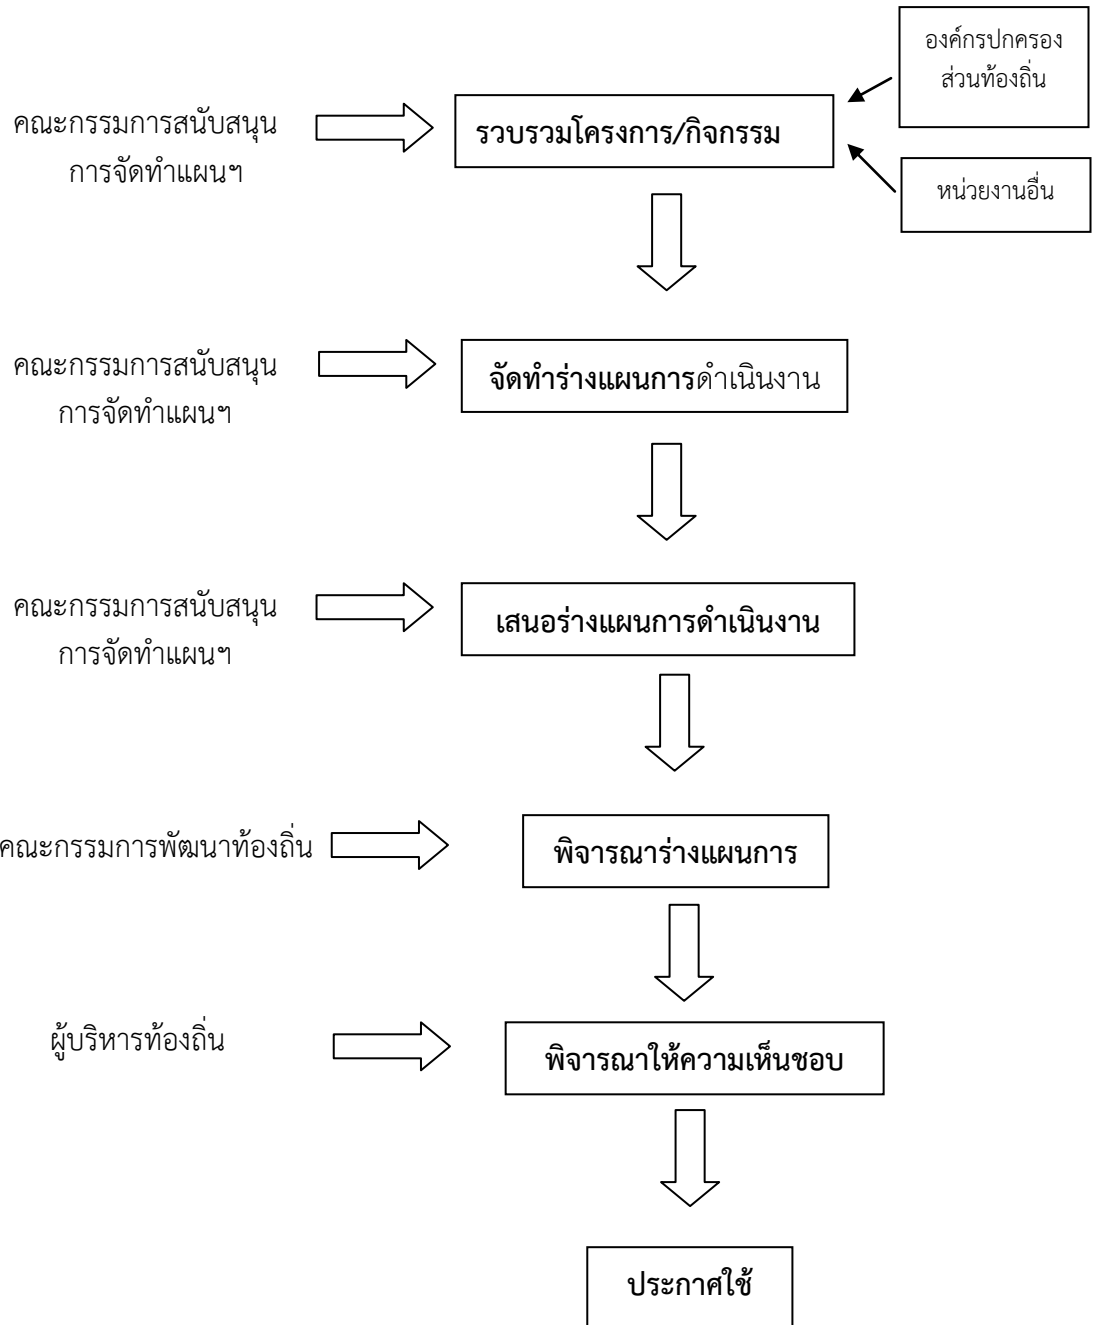 องค์กรปกครอง
ส่วนท้องถิ่น
คณะกรรมการสนับสนุน
การจัดทำแผนฯ
รวบรวมโครงการ/กิจกรรม
หน่วยงานอื่น
คณะกรรมการสนับสนุน
การจัดทำแผนฯ
จัดทำร่างแผนการดำเนินงาน
คณะกรรมการสนับสนุน
การจัดทำแผนฯ
เสนอร่างแผนการดำเนินงาน
คณะกรรมการพัฒนาท้องถิ่น
พิจารณาร่างแผนการ
ผู้บริหารท้องถิ่น
พิจารณาให้ความเห็นชอบ
ประกาศใช้